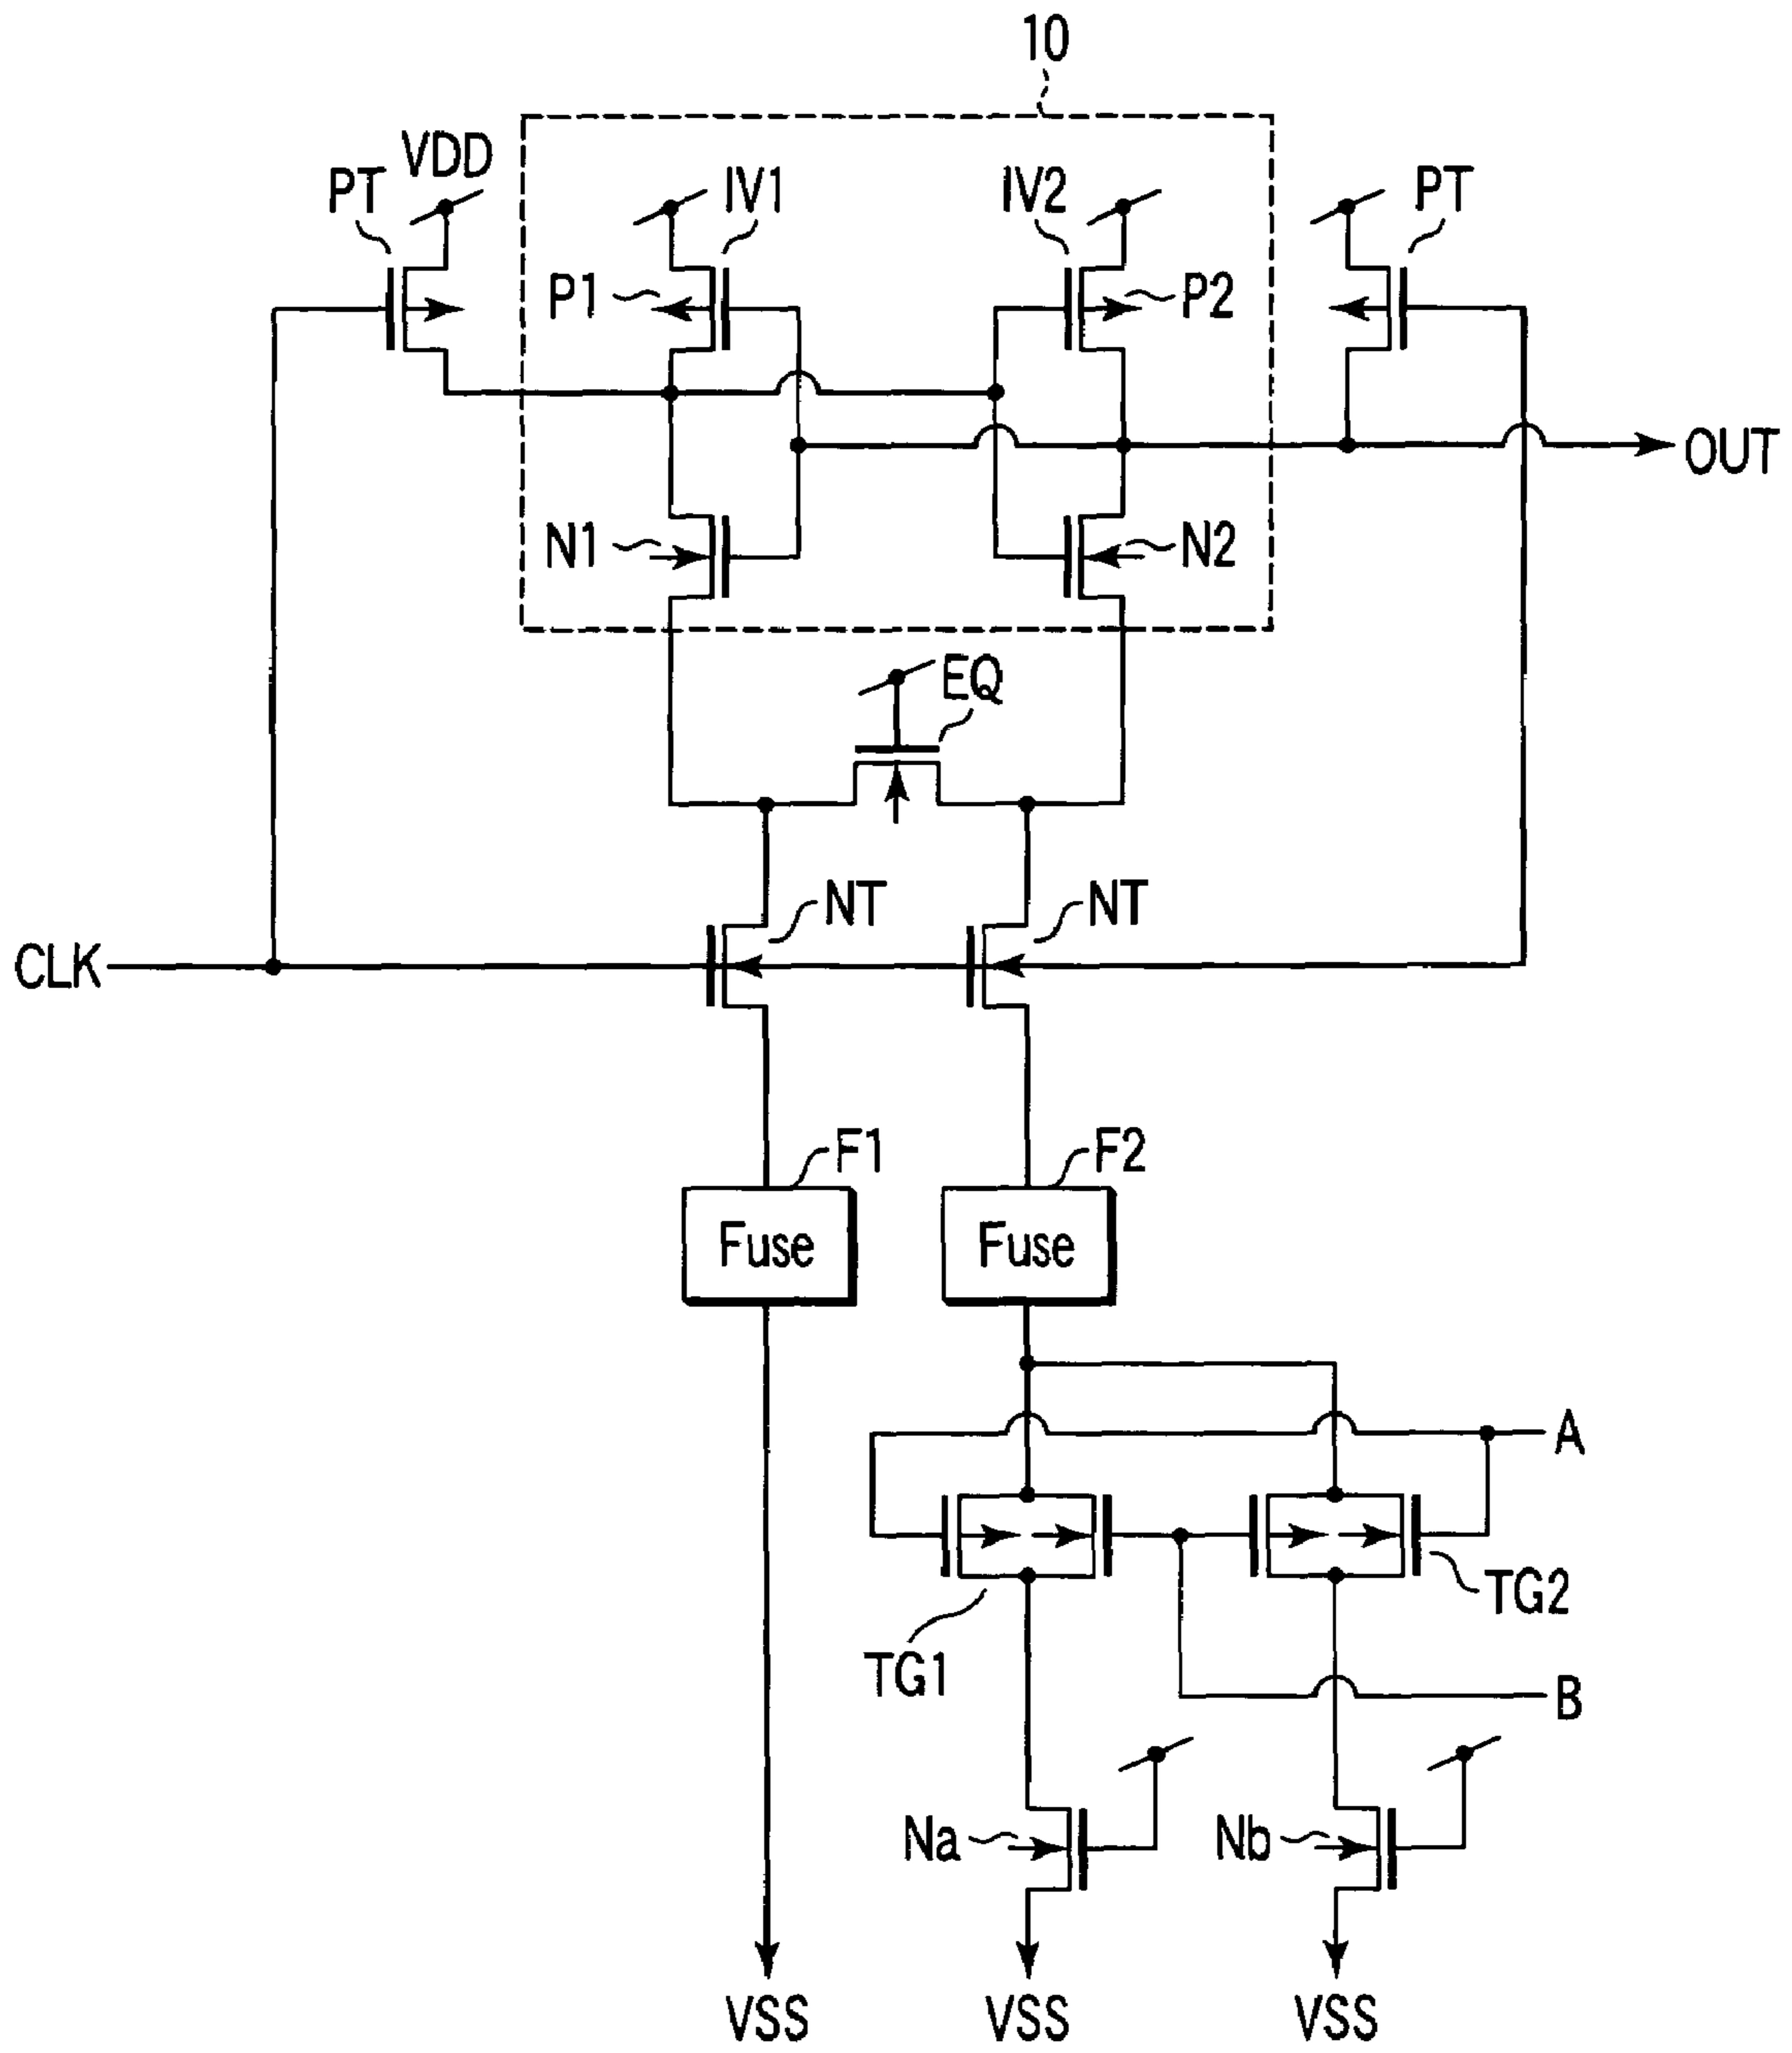 10
VDD
PT
IV1
IV2
PT
P1
P2
OUT
N1
N2
EQ
NT
NT
CLK
F1
F2
Fuse
Fuse
A
TG2
TG1
B
Na
Nb
VSS
VSS
VSS